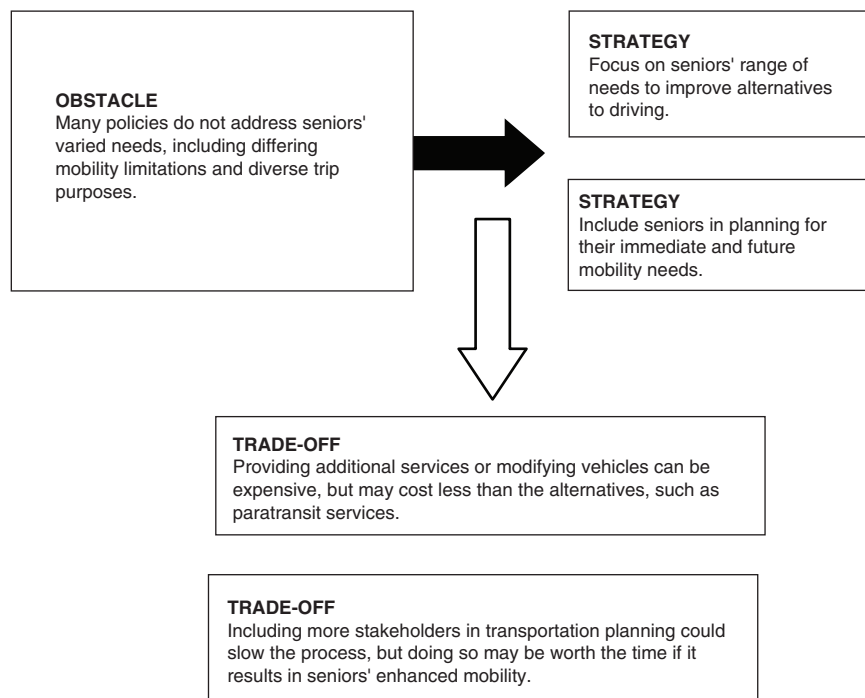 OBSTACLE
Many policies do not address seniors'
varied needs, including differing
mobility limitations and diverse trip
purposes.
STRATEGY
Focus on seniors' range of
needs to improve alternatives
to driving.
STRATEGY
Include seniors in planning for
their immediate and future
mobility needs.
TRADE-OFF
Providing additional services or modifying vehicles can be
expensive, but may cost less than the alternatives, such as
paratransit services.
TRADE-OFF
Including more stakeholders in transportation planning could
slow the process, but doing so may be worth the time if it
results in seniors' enhanced mobility.